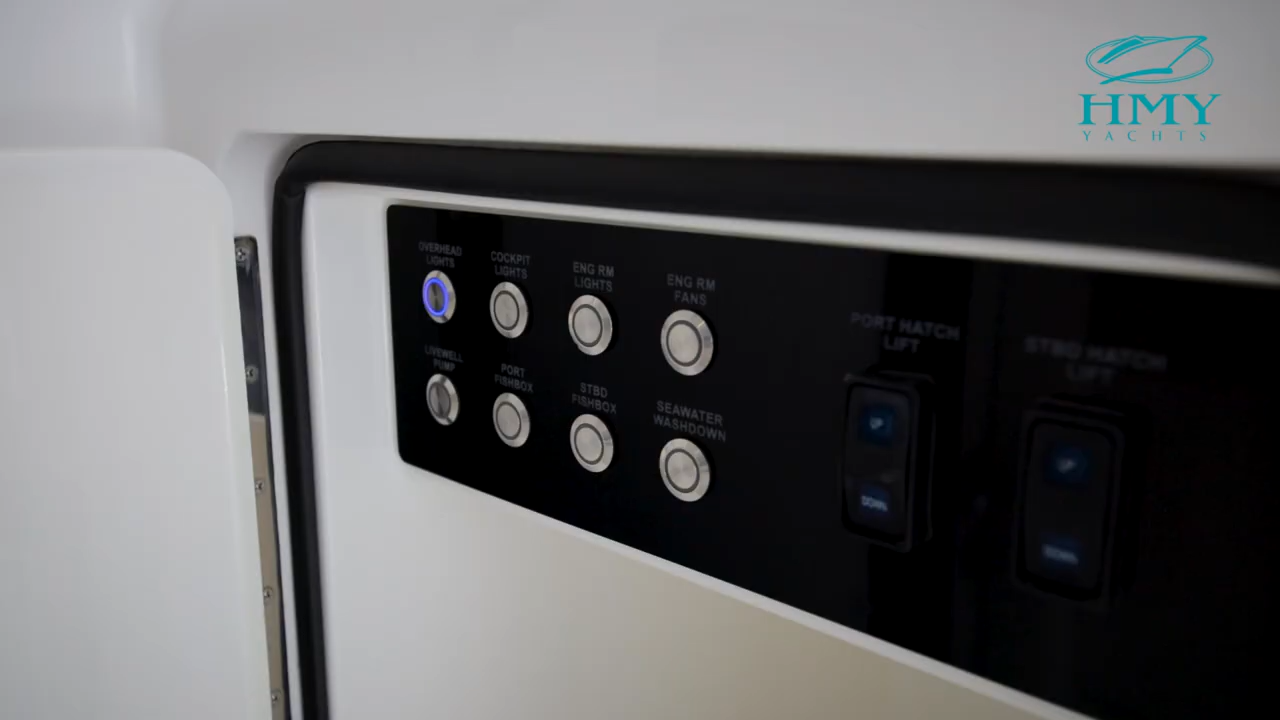 HMY
YACHTS
OVERHEAD
LIGHTS
COCKPIT
LIGHTS
ENG RM
LIGHTS
ENG RM
FANS
PORT HATCH
LIFT
STBD HATCH
LIFT
LIVEWELL
PUMP
PORT
FISHBOX
STBD
FISHBOX
SEAWATER
WASHDOWN
UP
DOWN
UP
DOWN